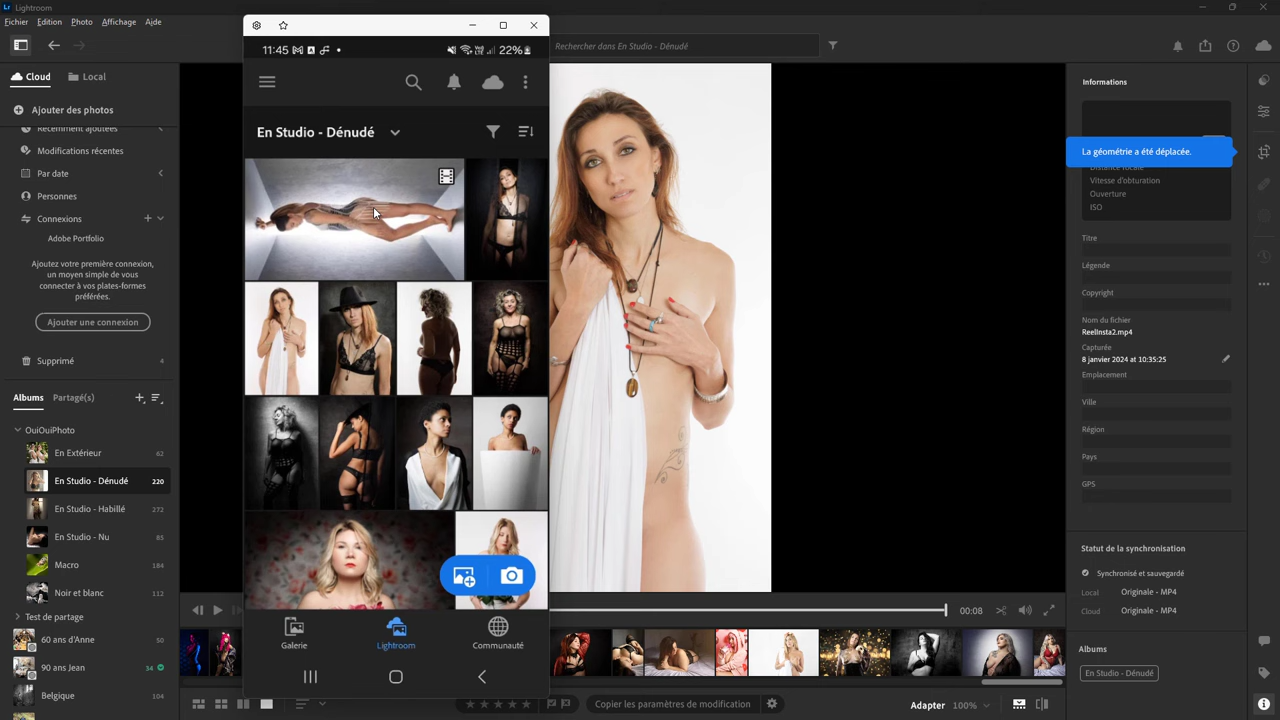 Lr Lightroom
Fichier Edition Photo Affichage Aide
Rechercher dans En Studio - Dénudé
Cloud Local
Ajouter des photos
Récemment ajoutées
Modifications récentes
Par date
Personnes
Connexions
Adobe Portfolio
Ajoutez votre première connexion,
un moyen simple de vous
connecter à vos plates-formes
préférées.
Ajouter une connexion
Supprimé 4
Albums Partagé(s)
OuiOuiPhoto
En Extérieur 62
En Studio - Dénudé 220
En Studio - Habillé 272
En Studio - Nu 85
Macro 184
Noir et blanc 112
Test de partage
60 ans d'Anne 50
90 ans Jean 34
Belgique 104
11:45 22%
En Studio - Dénudé
Galerie Lightroom Communauté
00:08
Copier les paramètres de modification
Adapter 100%
Informations
La géométrie a été déplacée.
Distance focale
Vitesse d'obturation
Ouverture
ISO
Titre
Légende
Copyright
Nom du fichier
ReelInsta2.mp4
Capturée
8 janvier 2024 at 10:35:25
Emplacement
Ville
Région
Pays
GPS
Statut de la synchronisation
Synchronisé et sauvegardé
Local Originale - MP4
Cloud Originale - MP4
Albums
En Studio - Dénudé